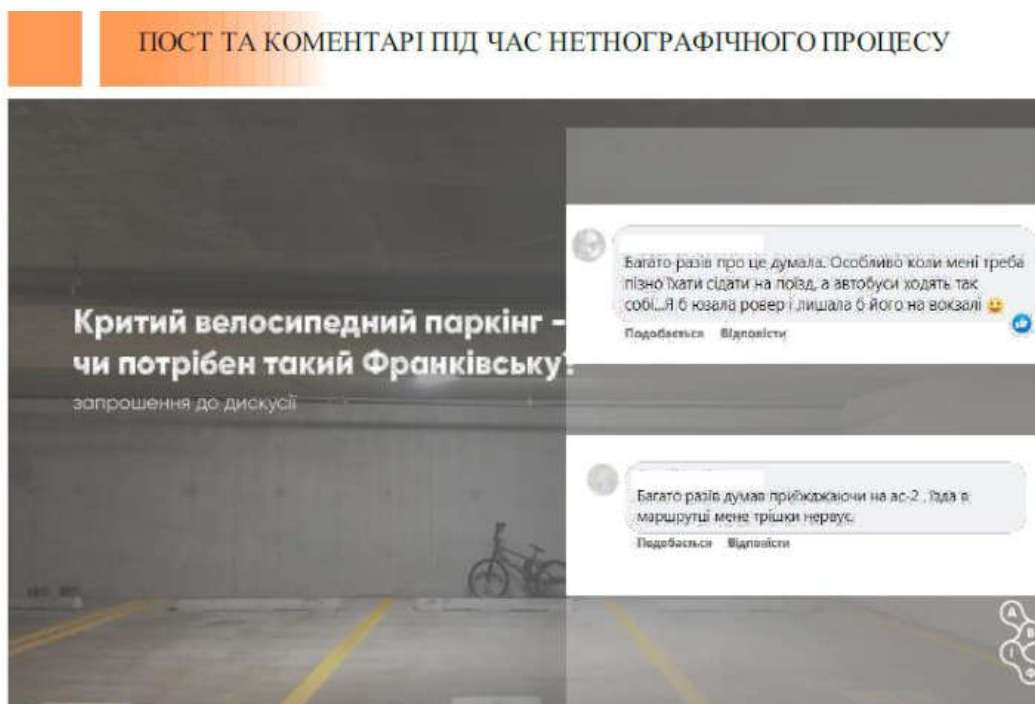 ПОСТ ТА КОМЕНТАРІ ПІД ЧАС НЕТНОГРАФІЧНОГО ПРОЦЕСУ
Критий велосипедний паркінг -
чи потрібен такий Франківську?
запрошення до дискусії
Багато разів про це думала. Особливо коли мені треба
пізно їхати сідати на поїзд, а автобуси ходять так
собі...Я б юзала ровер і лишала б його на вокзалі 😃
Подобається Відповісти
Багато разів думав приїжджаючи на ас-2 , їзда в
маршрутці мене трішки нервує.
Подобається Відповісти
А
І
Ф